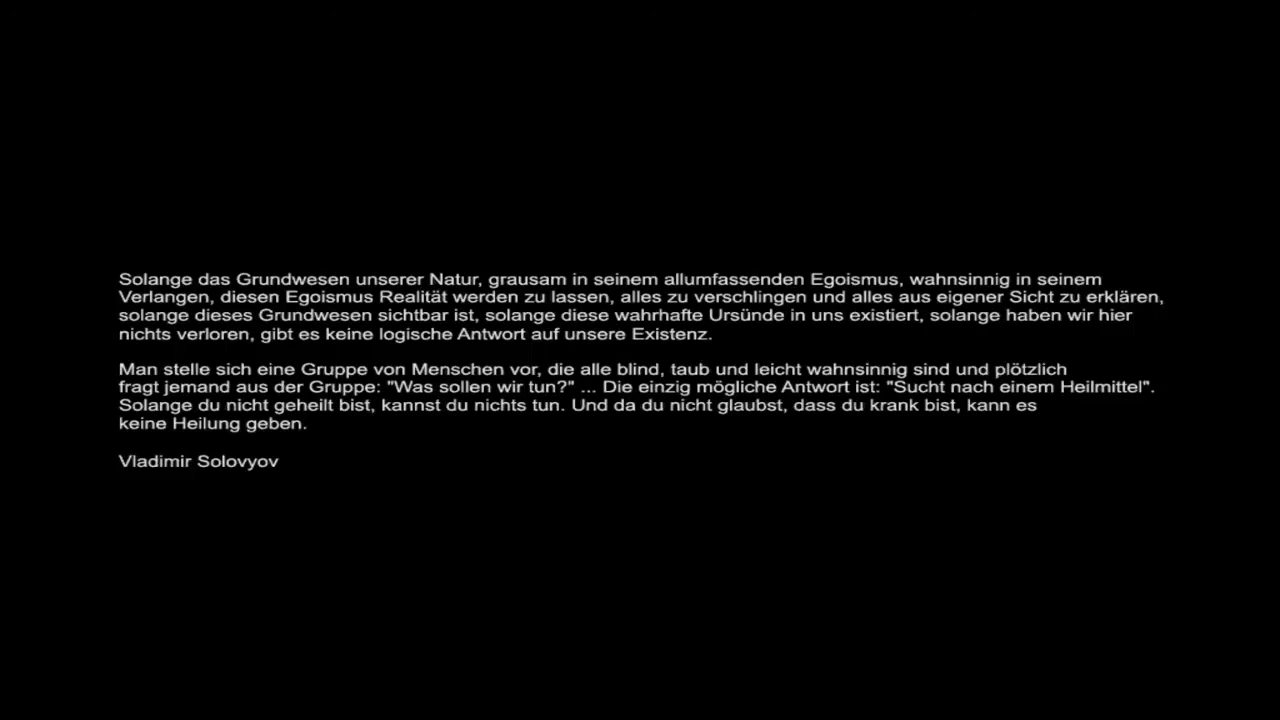 Solange das Grundwesen unserer Natur, grausam in seinem allumfassenden Egoismus, wahnsinnig in seinem
Verlangen, diesen Egoismus Realität werden zu lassen, alles zu verschlingen und alles aus eigener Sicht zu erklären,
solange dieses Grundwesen sichtbar ist, solange diese wahrhafte Ursünde in uns existiert, solange haben wir hier
nichts verloren, gibt es keine logische Antwort auf unsere Existenz.
Man stelle sich eine Gruppe von Menschen vor, die alle blind, taub und leicht wahnsinnig sind und plötzlich
fragt jemand aus der Gruppe: "Was sollen wir tun?" ... Die einzig mögliche Antwort ist: "Sucht nach einem Heilmittel".
Solange du nicht geheilt bist, kannst du nichts tun. Und da du nicht glaubst, dass du krank bist, kann es
keine Heilung geben.
Vladimir Solovyov